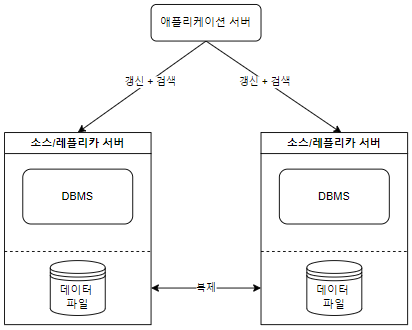 애플리케이션 서버
갱신 + 검색
갱신 + 검색
소스/레플리카 서버
소스/레플리카 서버
DBMS
DBMS
데이터
파일
복제
데이터
파일